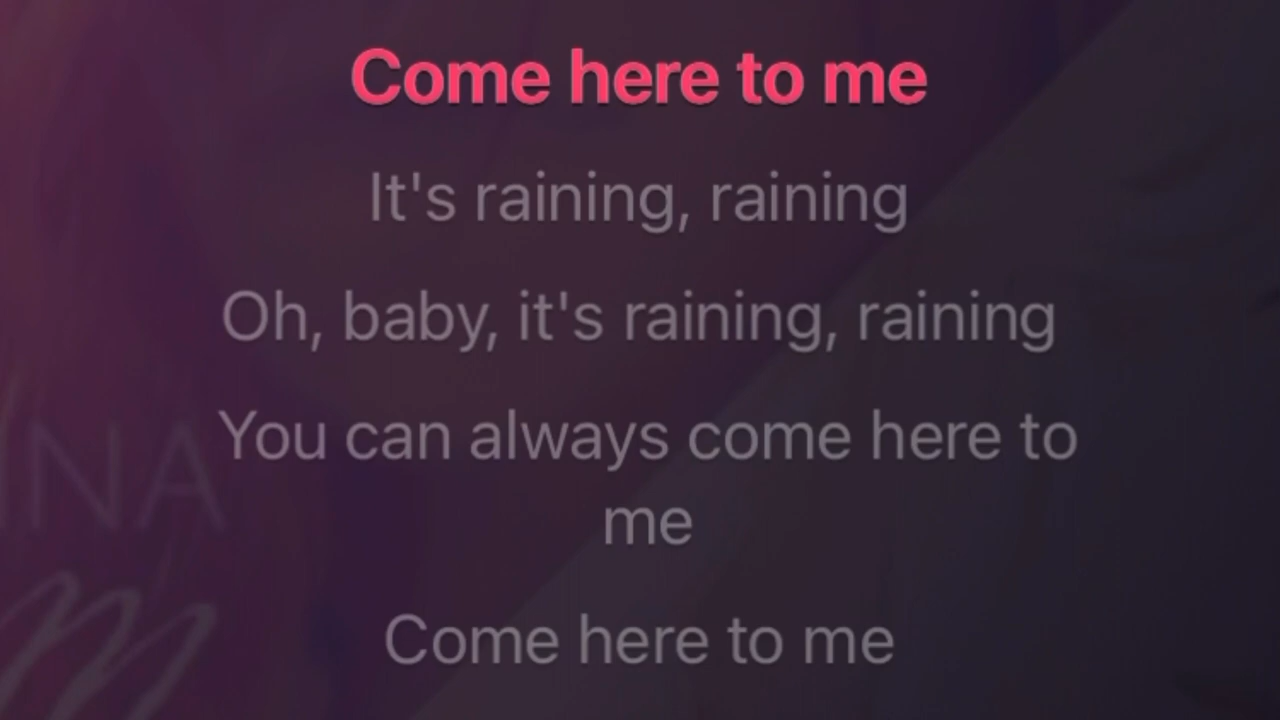 Come here to me
It's raining, raining
Oh, baby, it's raining, raining
You can always come here to
me
Come here to me